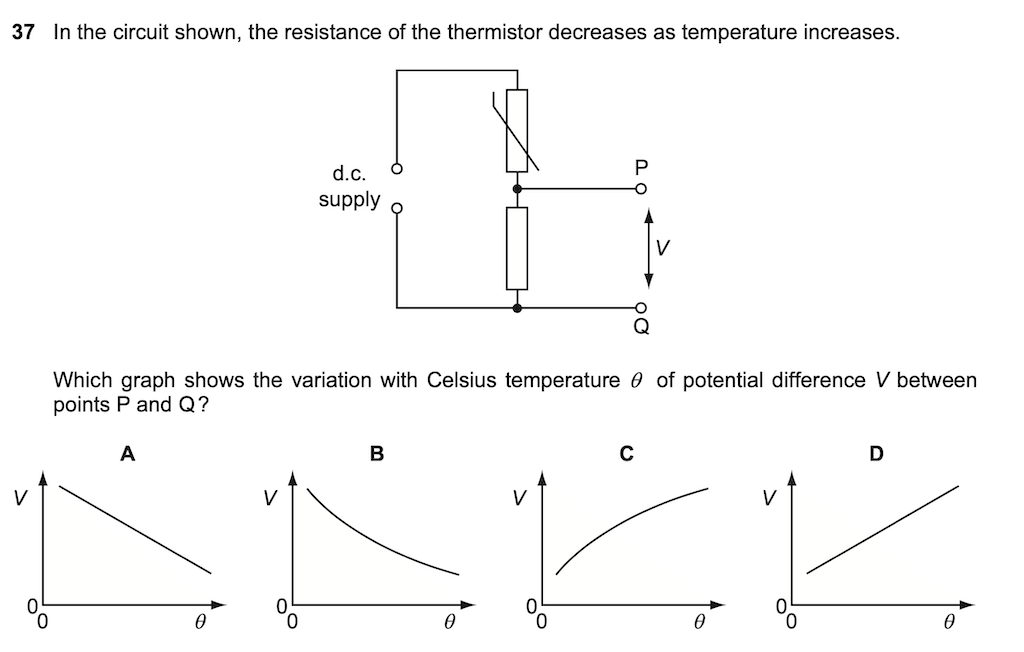 37 In the circuit shown, the resistance of the thermistor decreases as temperature increases.
d.c.
supply
P
V
Q
Which graph shows the variation with Celsius temperature θ of potential difference V between
points P and Q?
A B C D
V V V V
0 0 0 0
0 θ 0 θ 0 θ 0 θ